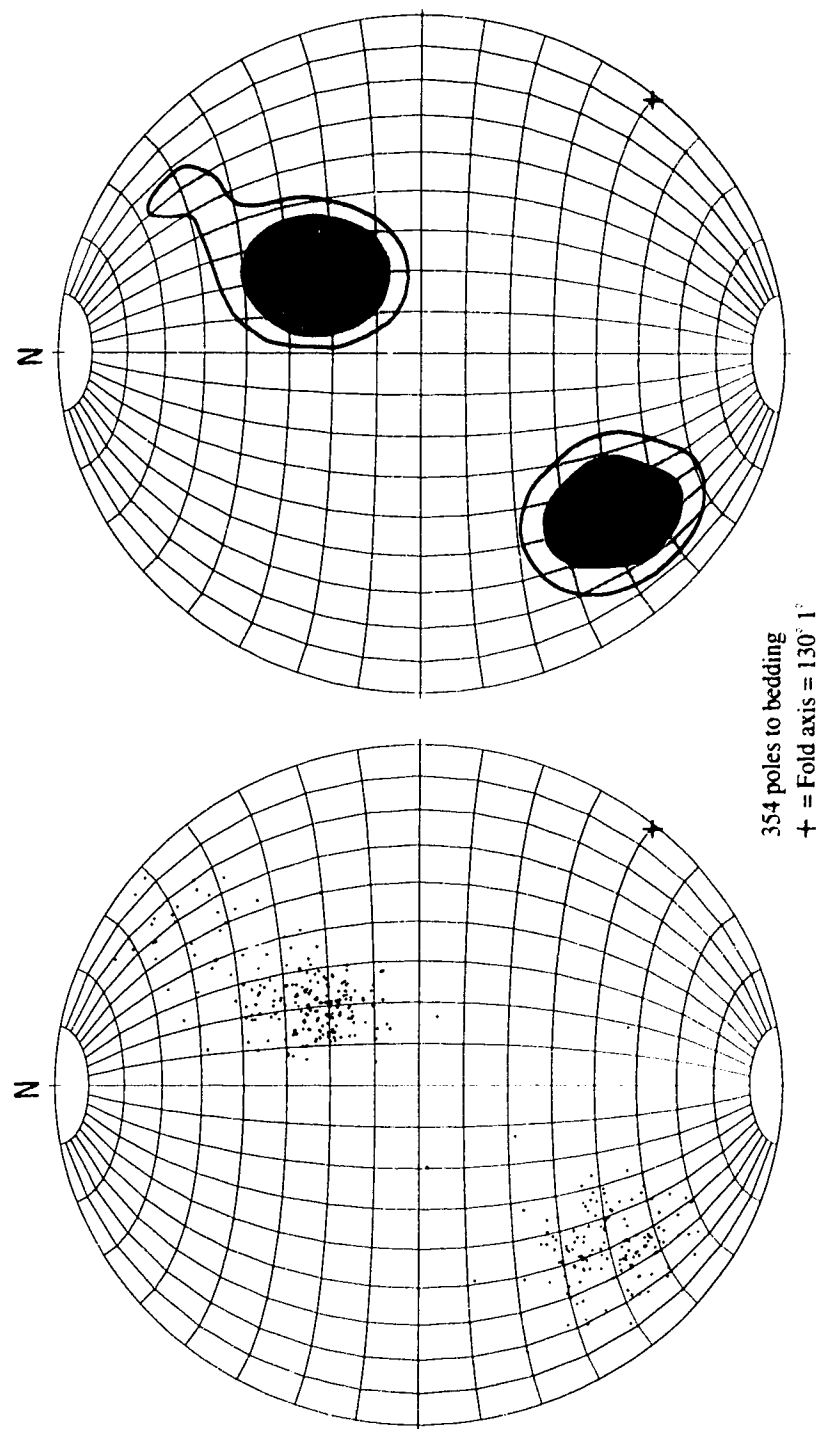 N
N
354 poles to bedding
+ = Fold axis = 130° 1°